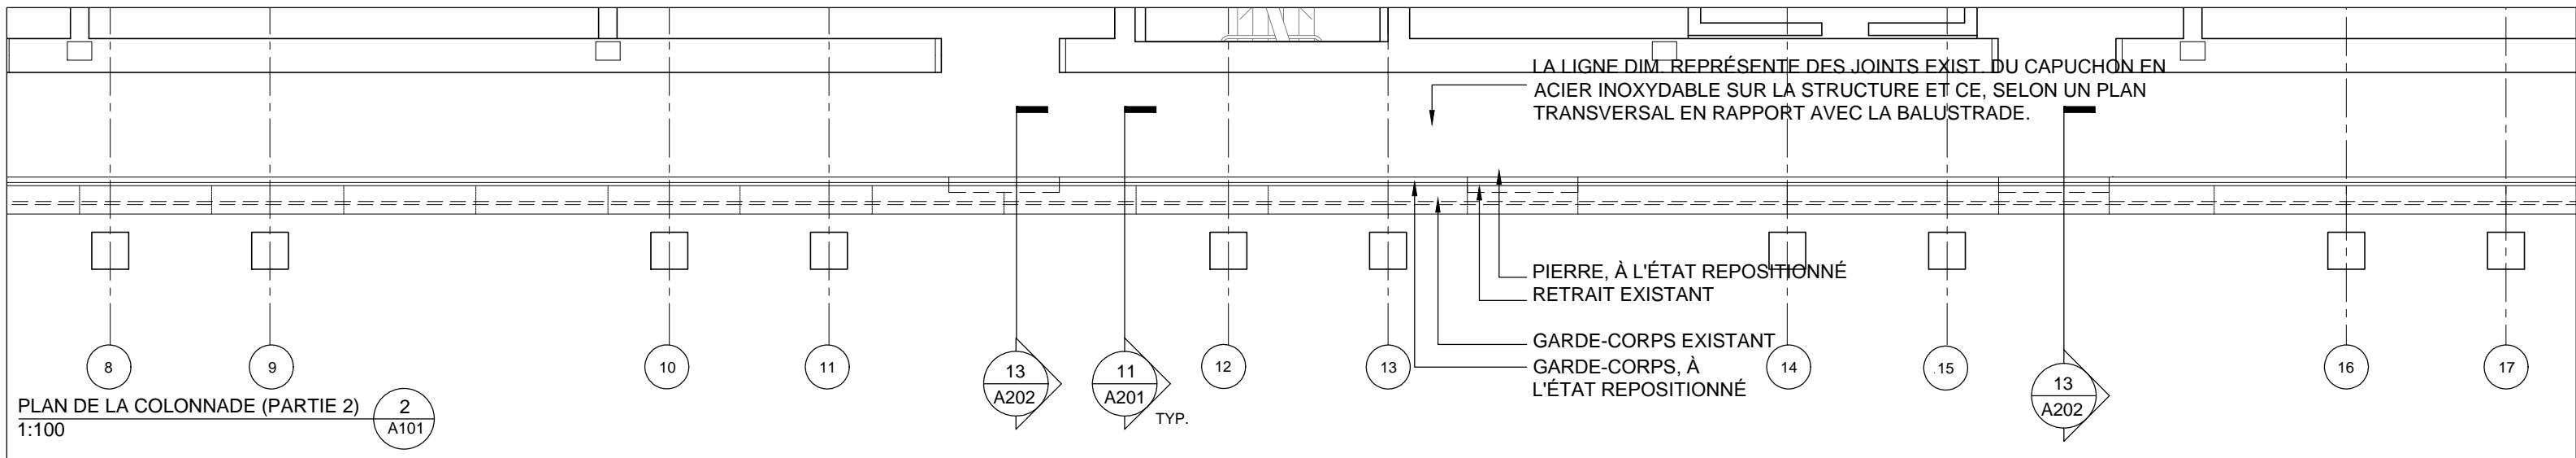 LA LIGNE DIM. REPRÉSENTE DES JOINTS EXIST. DU CAPUCHON EN
ACIER INOXYDABLE SUR LA STRUCTURE ET CE, SELON UN PLAN
TRANSVERSAL EN RAPPORT AVEC LA BALUSTRADE.
PIERRE, À L'ÉTAT REPOSITIONNÉ
RETRAIT EXISTANT
GARDE-CORPS EXISTANT
GARDE-CORPS, À
L'ÉTAT REPOSITIONNÉ
8
9
10
11
13
A202
11
A201
TYP.
12
13
14
15
13
A202
16
17
PLAN DE LA COLONNADE (PARTIE 2)
1:100
2
A101